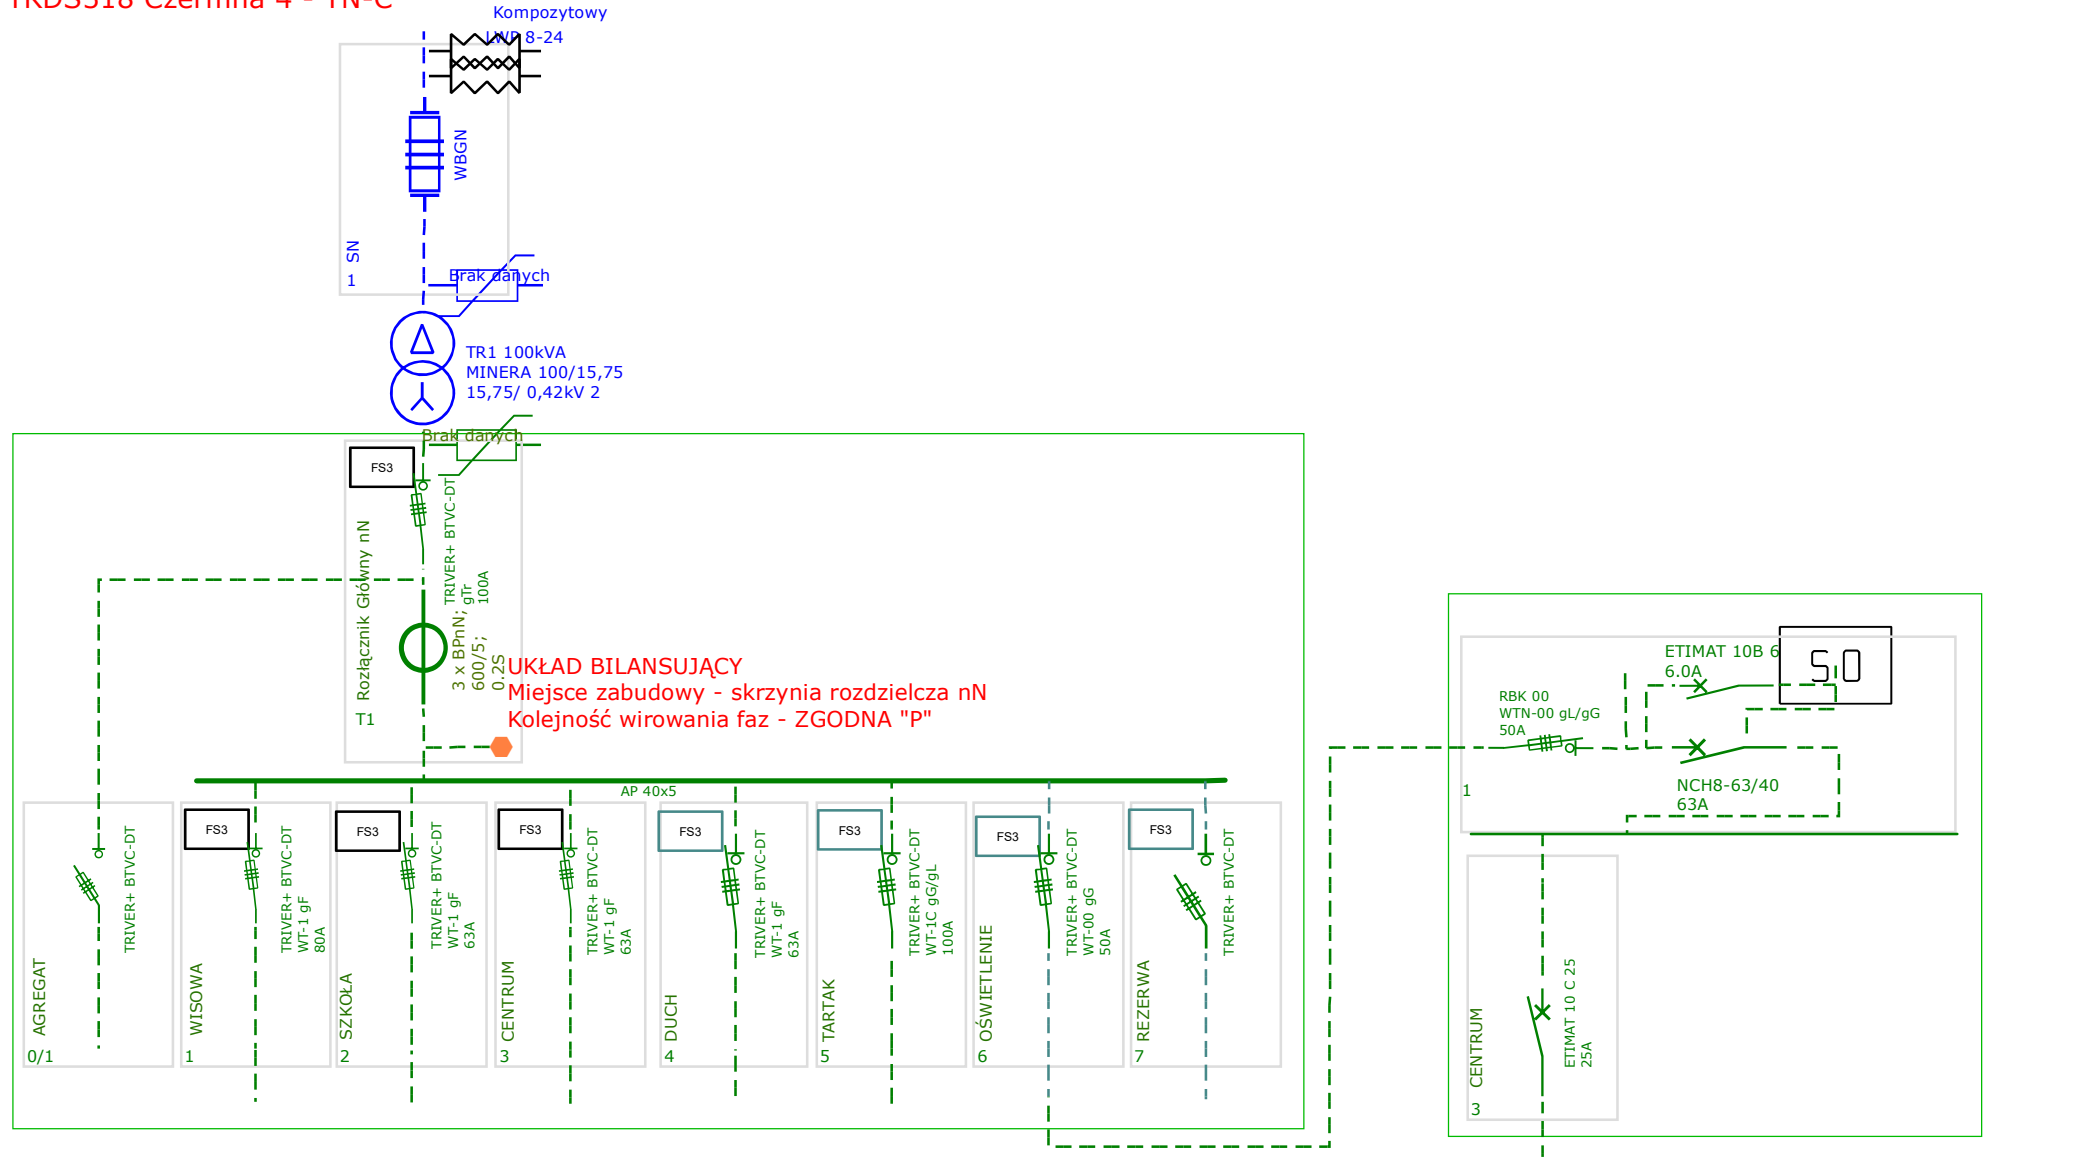 TRDS518 Czermna 4 - TN-C
Kompozytowy
LWP 8-24
WBGN
SN
1
Brak danych
TR1 100kVA
MINERA 100/15,75
15,75/ 0,42kV 2
Brak danych
FS3
TRIVER+ BTVC-DT
gTr
100A
Rozłącznik Główny nN
T1
3 x BPnN;
600/5;
0.2S
UKŁAD BILANSUJĄCY
Miejsce zabudowy - skrzynia rozdzielcza nN
Kolejność wirowania faz - ZGODNA "P"
AP 40x5
TRIVER+ BTVC-DT
AGREGAT
0/1
FS3
TRIVER+ BTVC-DT
WT-1 gF
80A
WISOWA
1
FS3
TRIVER+ BTVC-DT
WT-1 gF
63A
SZKOŁA
2
FS3
TRIVER+ BTVC-DT
WT-1 gF
63A
CENTRUM
3
FS3
TRIVER+ BTVC-DT
WT-1 gF
63A
DUCH
4
FS3
TRIVER+ BTVC-DT
WT-1C gG/gL
100A
TARTAK
5
FS3
TRIVER+ BTVC-DT
WT-00 gG
50A
OŚWIETLENIE
6
FS3
TRIVER+ BTVC-DT
REZERWA
7
ETIMAT 10B 6
6.0A
SO
RBK 00
WTN-00 gL/gG
50A
NCH8-63/40
63A
1
ETIMAT 10 C 25
25A
CENTRUM
3